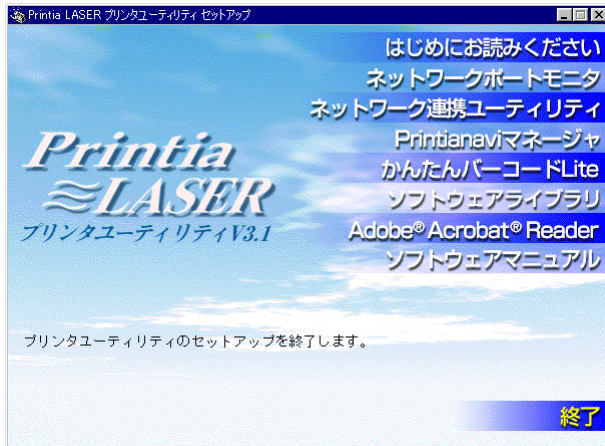 Printia LASER プリンタユーティリティ セットアップ
はじめにお読みください
ネットワークポートモニタ
ネットワーク連携ユーティリティ
Printianaviマネージャ
かんたんバーコードLite
ソフトウェアライブラリ
Adobe® Acrobat® Reader
ソフトウェアマニュアル
Printia
LASER
プリンタユーティリティV3.1
プリンタユーティリティのセットアップを終了します。
終了